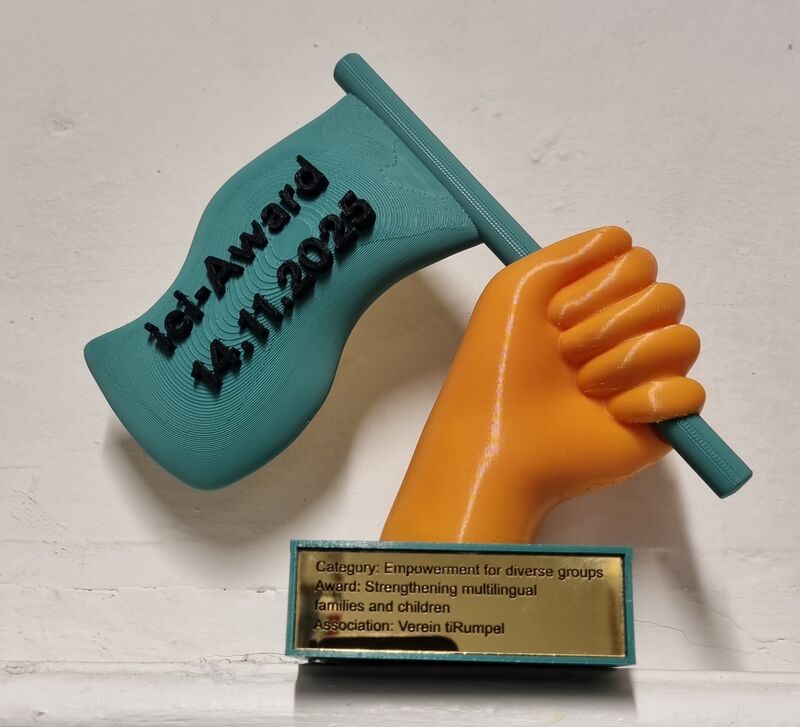 ici-Award
14.11.2025
Category: Empowerment for diverse groups
Award: Strengthening multilingual
families and children
Association: Verein tiRumpel